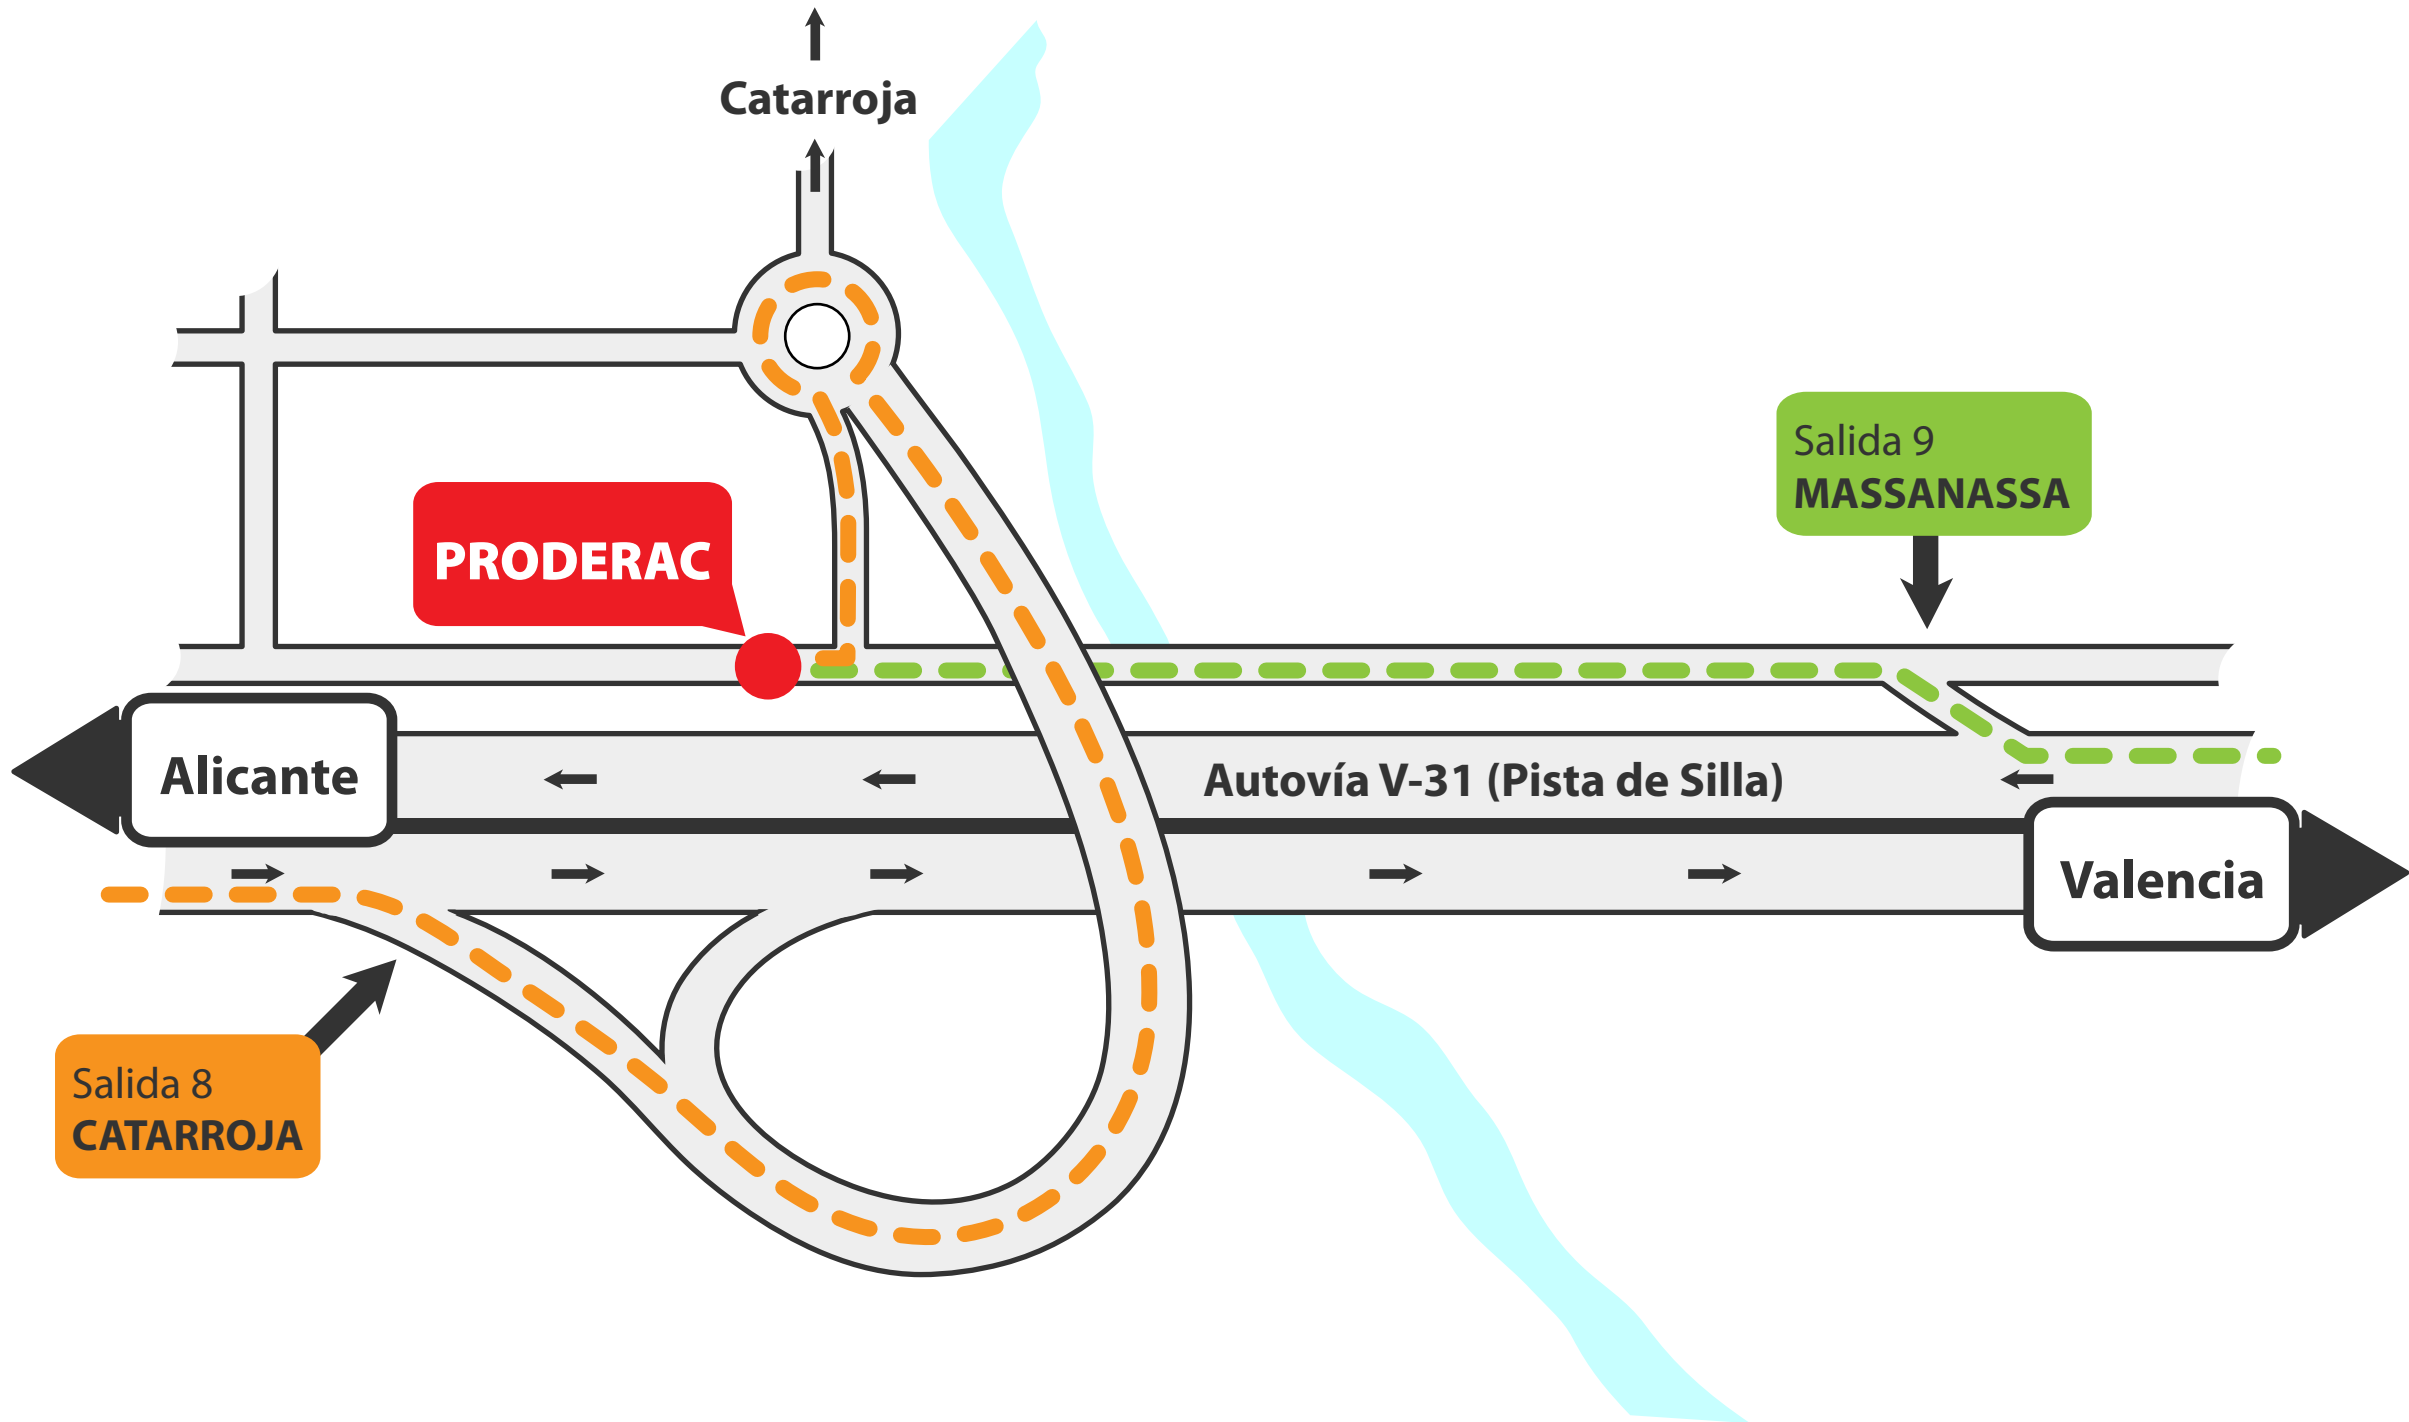 Catarroja
Salida 9
MASSANASSA
PRODERAC
Alicante
Autovía V-31 (Pista de Silla)
Valencia
Salida 8
CATARROJA